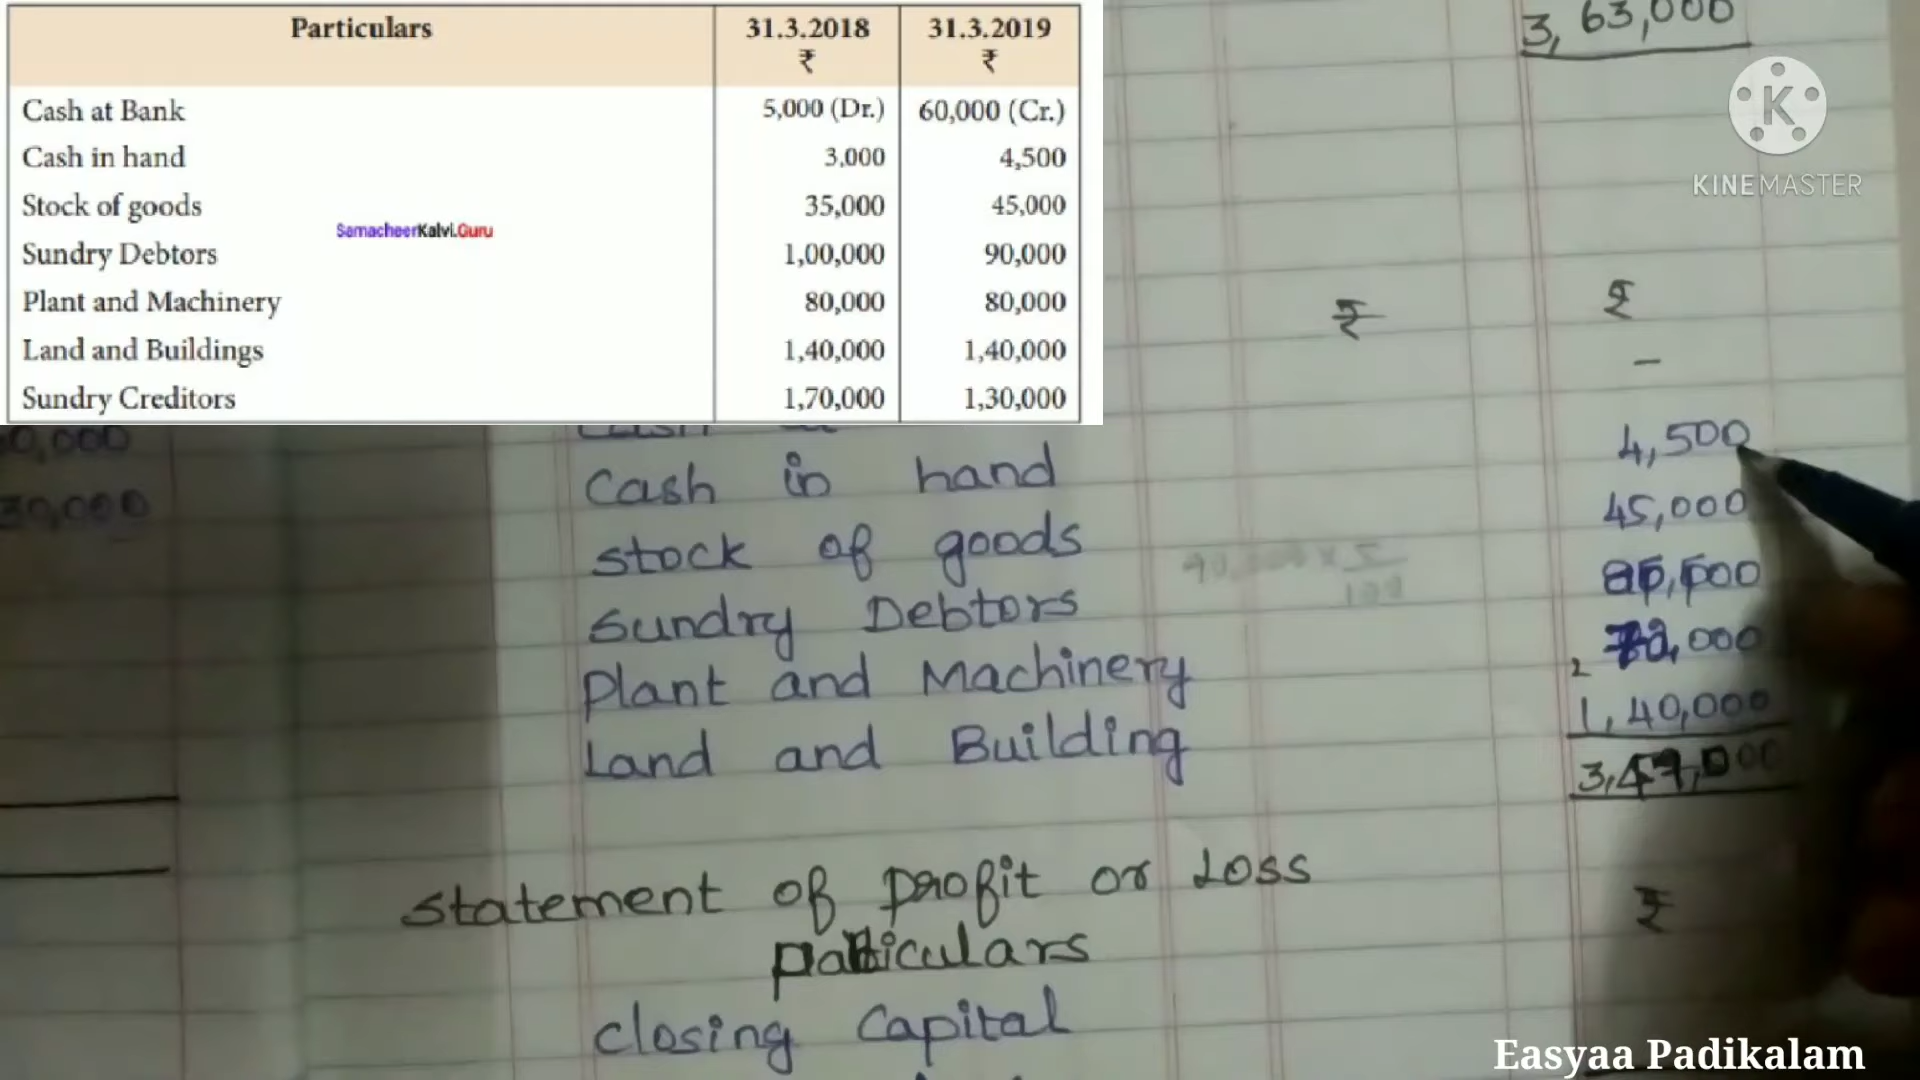 Particulars 31.3.2018 31.3.2019
₹ ₹
Cash at Bank 5,000 (Dr.) 60,000 (Cr.)
Cash in hand 3,000 4,500
Stock of goods 35,000 45,000
SamacheerKalvi.Guru
Sundry Debtors 1,00,000 90,000
Plant and Machinery 80,000 80,000
Land and Buildings 1,40,000 1,40,000
Sundry Creditors 1,70,000 1,30,000
3,63,000
KINEMASTER
₹ ₹
–
Cash in hand 4,500
30,000
stock of goods 45,000
Sundry Debtors
Plant and Machinery
2
Land and Building 1,40,000
statement of profit or Loss
₹
Particulars
closing Capital
Easyaa Padikalam